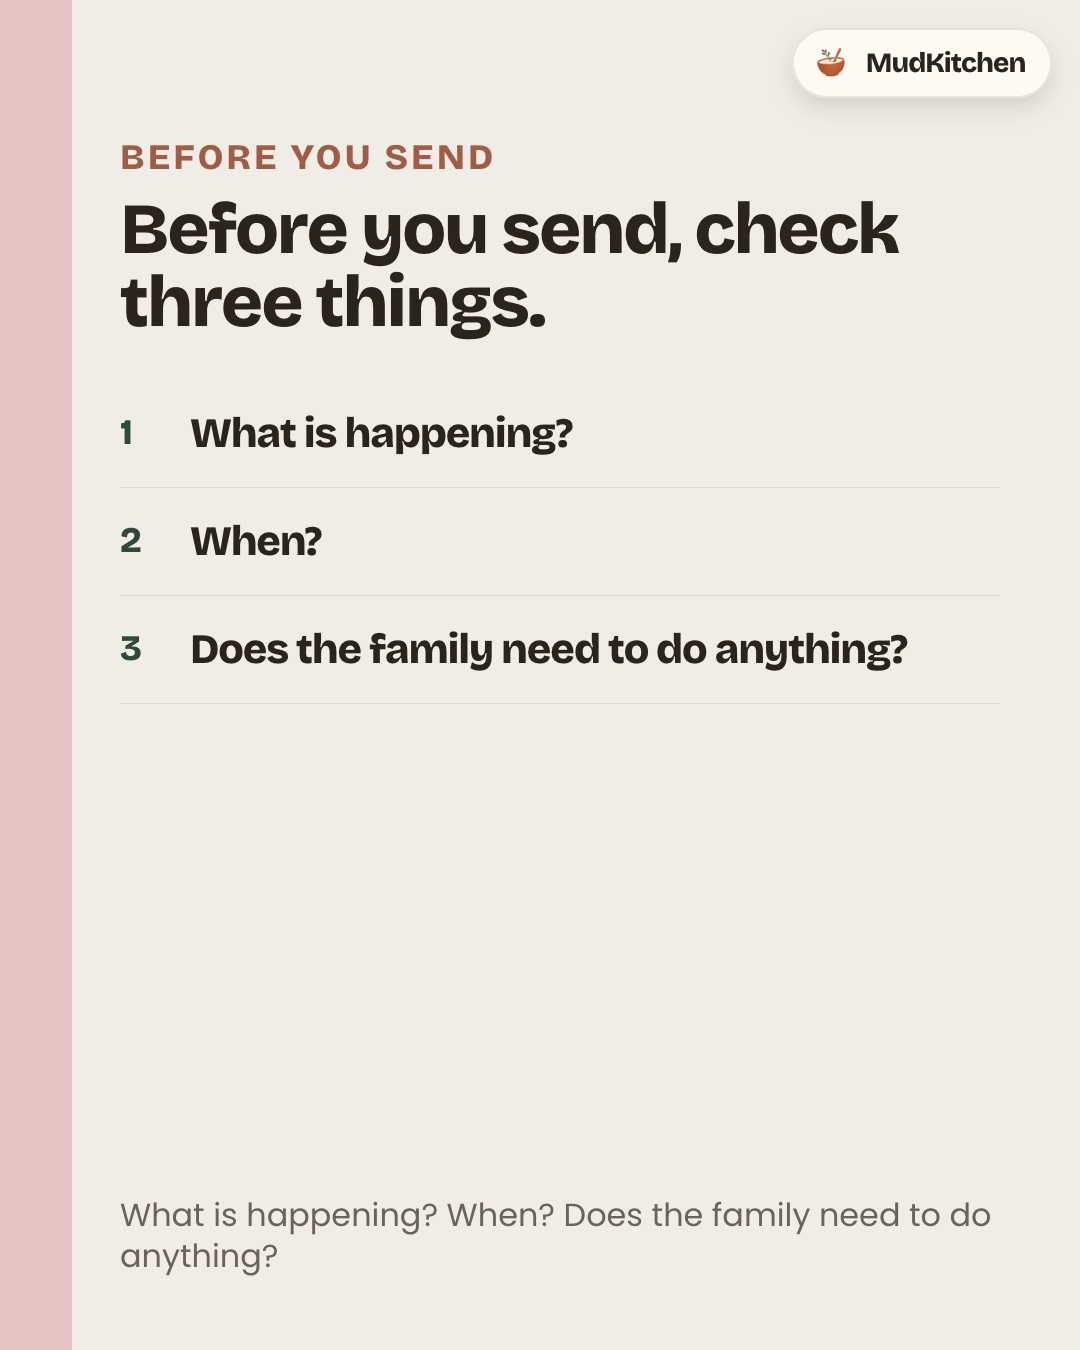 MudKitchen
BEFORE YOU SEND
Before you send, check
three things.
1 What is happening?
2 When?
3 Does the family need to do anything?
What is happening? When? Does the family need to do
anything?